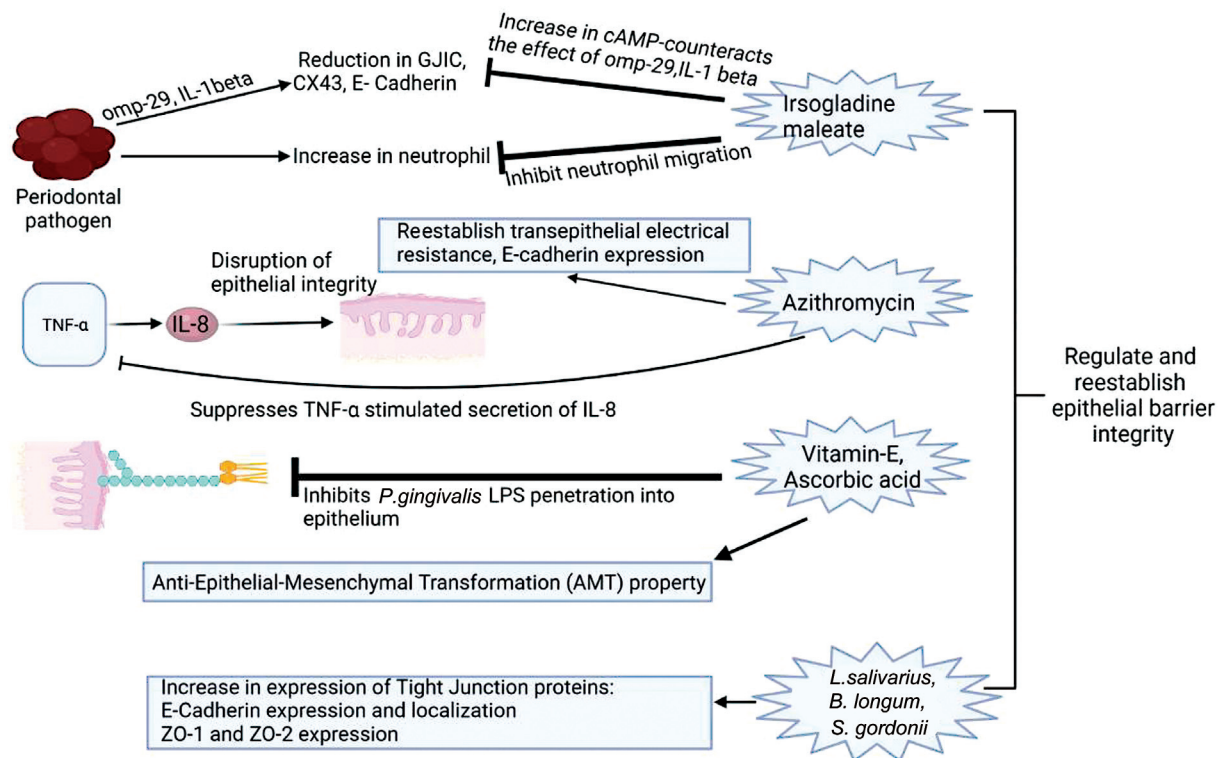 omp-29, IL-1beta
Reduction in GJIC,
CX43, E- Cadherin
Increase in cAMP-counteracts
the effect of omp-29,IL-1 beta
Irsogladine
maleate
Increase in neutrophil
Inhibit neutrophil migration
Periodontal
pathogen
Reestablish transepithelial electrical
resistance, E-cadherin expression
Disruption of
epithelial integrity
TNF-α
IL-8
Azithromycin
Suppresses TNF-α stimulated secretion of IL-8
Regulate and
reestablish
epithelial barrier
integrity
Vitamin-E,
Ascorbic acid
Inhibits P.gingivalis LPS penetration into
epithelium
Anti-Epithelial-Mesenchymal Transformation (AMT) property
Increase in expression of Tight Junction proteins:
E-Cadherin expression and localization
ZO-1 and ZO-2 expression
L.salivarius,
B. longum,
S. gordonii